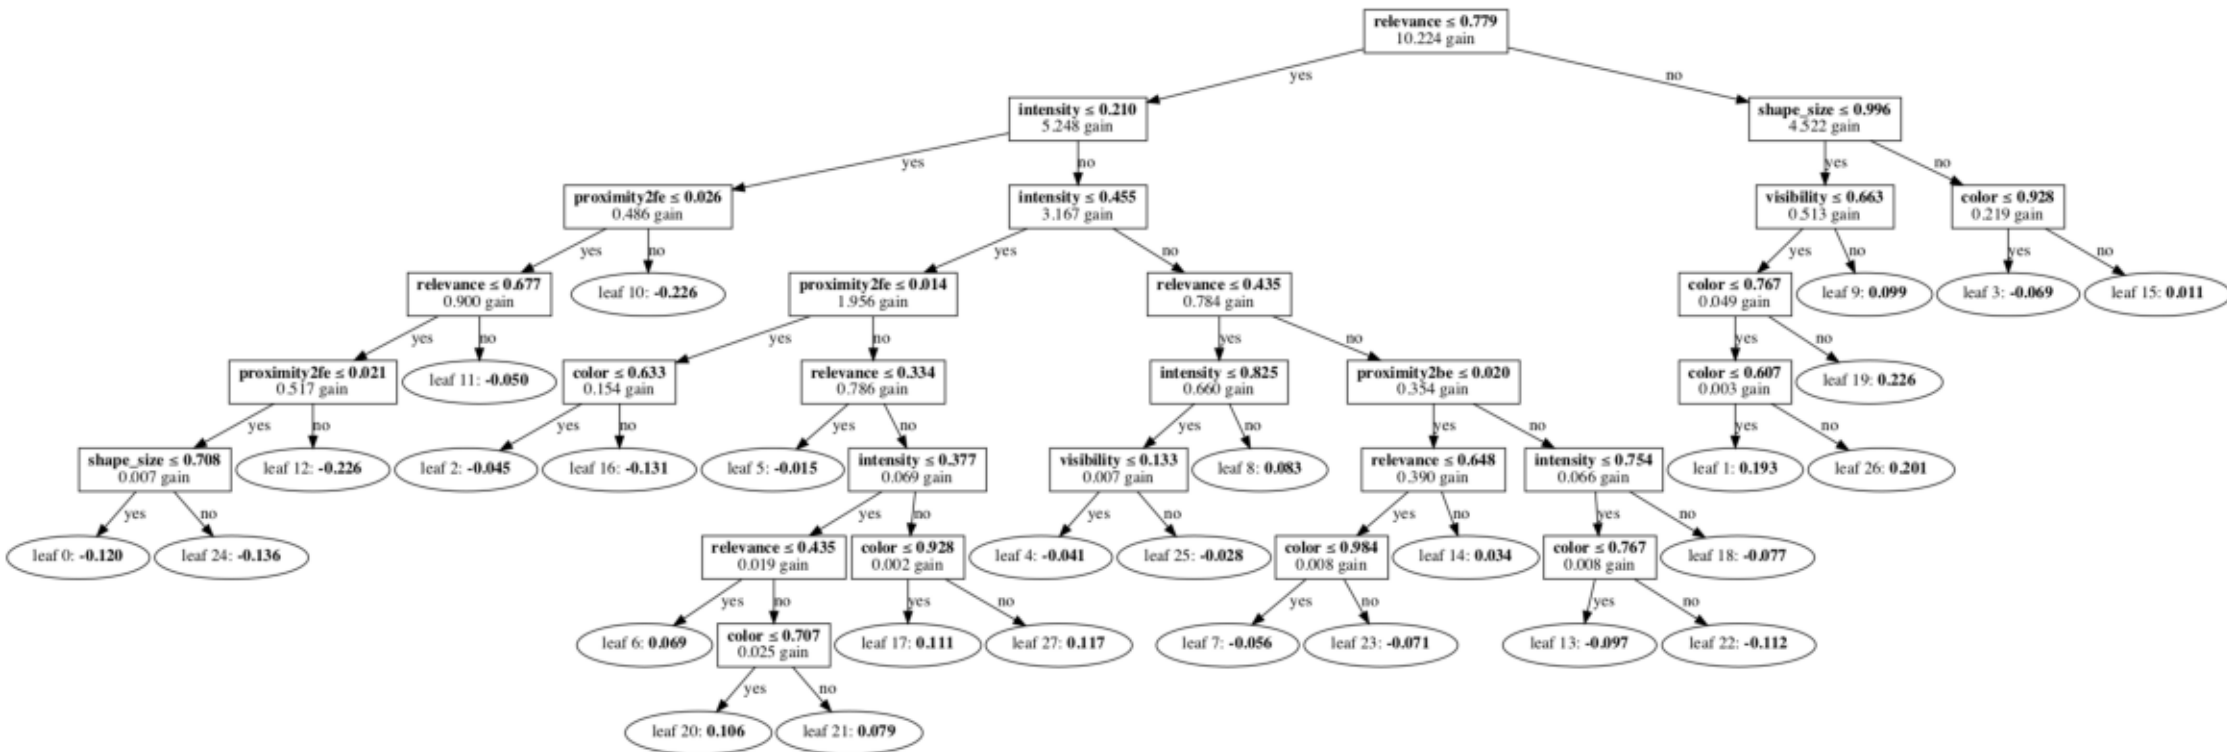 relevance ≤ 0.779
10.224 gain
yes
no
intensity ≤ 0.210
5.248 gain
shape_size ≤ 0.996
4.522 gain
yes
no
yes
no
proximity2fe ≤ 0.026
0.486 gain
intensity ≤ 0.455
3.167 gain
visibility ≤ 0.663
0.513 gain
color ≤ 0.928
0.219 gain
yes
no
yes
no
yes
no
yes
no
relevance ≤ 0.677
0.900 gain
leaf 10: -0.226
proximity2fe ≤ 0.014
1.956 gain
relevance ≤ 0.435
0.784 gain
color ≤ 0.767
0.049 gain
leaf 9: 0.099
leaf 3: -0.069
leaf 15: 0.011
yes
no
yes
no
yes
no
yes
no
proximity2fe ≤ 0.021
0.517 gain
leaf 11: -0.050
color ≤ 0.633
0.154 gain
relevance ≤ 0.334
0.786 gain
intensity ≤ 0.825
0.660 gain
proximity2be ≤ 0.020
0.354 gain
color ≤ 0.607
0.003 gain
leaf 19: 0.226
yes
no
yes
no
yes
no
yes
no
yes
no
yes
no
shape_size ≤ 0.708
0.007 gain
leaf 12: -0.226
leaf 2: -0.045
leaf 16: -0.131
leaf 5: -0.015
intensity ≤ 0.377
0.069 gain
visibility ≤ 0.133
0.007 gain
leaf 8: 0.083
relevance ≤ 0.648
0.390 gain
intensity ≤ 0.754
0.066 gain
leaf 1: 0.193
leaf 26: 0.201
yes
no
yes
no
yes
no
yes
no
yes
no
leaf 0: -0.120
leaf 24: -0.136
relevance ≤ 0.435
0.019 gain
color ≤ 0.928
0.002 gain
leaf 4: -0.041
leaf 25: -0.028
color ≤ 0.984
0.008 gain
leaf 14: 0.034
color ≤ 0.767
0.008 gain
leaf 18: -0.077
yes
no
yes
no
yes
no
yes
no
leaf 6: 0.069
color ≤ 0.707
0.025 gain
leaf 17: 0.111
leaf 27: 0.117
leaf 7: -0.056
leaf 23: -0.071
leaf 13: -0.097
leaf 22: -0.112
yes
no
leaf 20: 0.106
leaf 21: 0.079